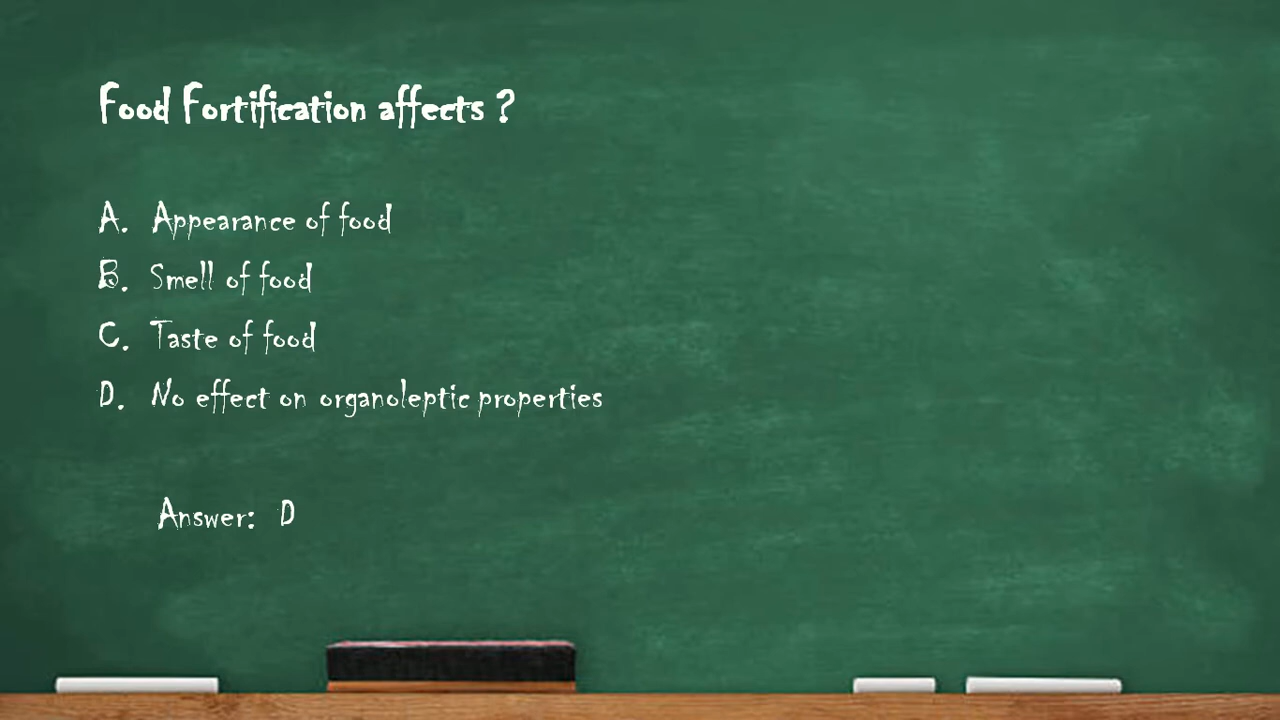 Food Fortification affects ?
A. Appearance of food
B. Smell of food
C. Taste of food
D. No effect on organoleptic properties
Answer: D